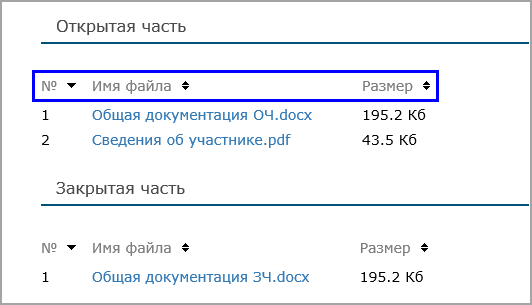 Открытая часть
№ Имя файла Размер
1 Общая документация ОЧ.docx 195.2 Кб
2 Сведения об участнике.pdf 43.5 Кб
Закрытая часть
№ Имя файла Размер
1 Общая документация ЗЧ.docx 195.2 Кб